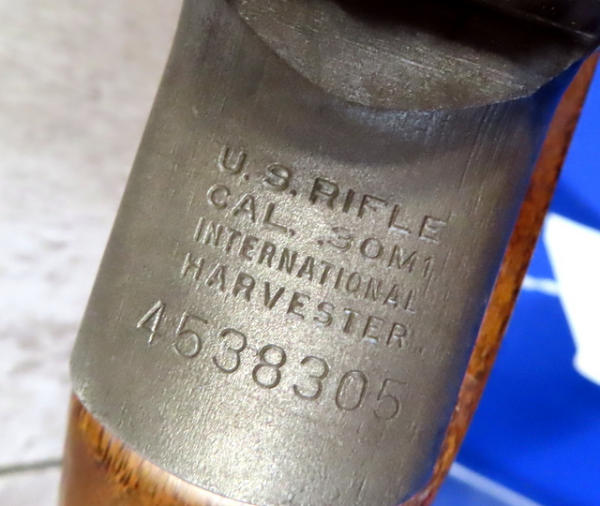 U.S. RIFLE
CAL. .30M1
INTERNATIONAL
HARVESTER
4538305